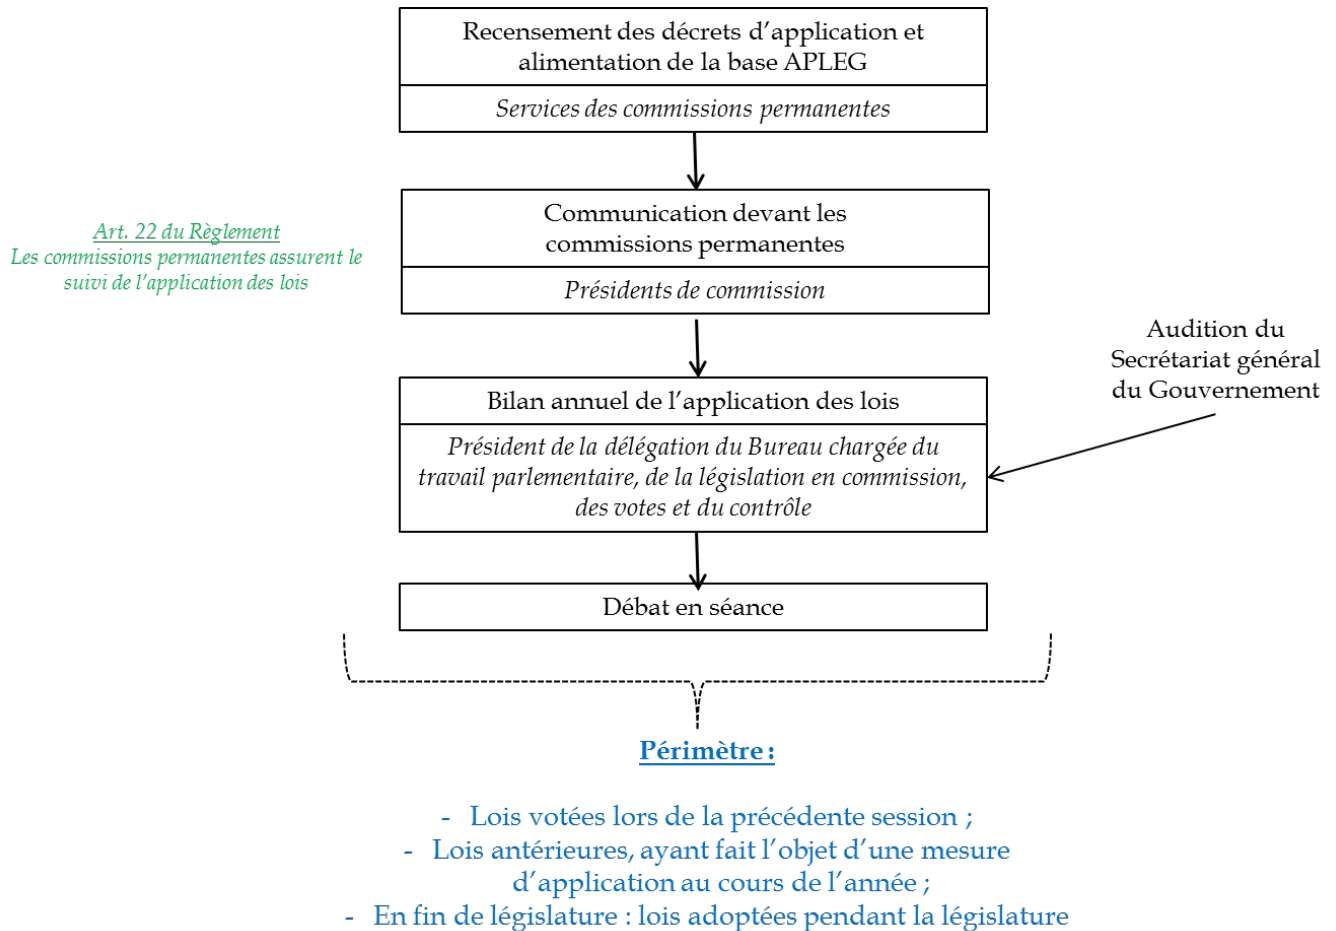 Recensement des décrets d’application et
alimentation de la base APLEG
Services des commissions permanentes
Communication devant les
commissions permanentes
Présidents de commission
Art. 22 du Règlement
Les commissions permanentes assurent le
suivi de l’application des lois
Audition du
Secrétariat général
du Gouvernement
Bilan annuel de l’application des lois
Président de la délégation du Bureau chargée du
travail parlementaire, de la législation en commission,
des votes et du contrôle
Débat en séance
Périmètre :
- Lois votées lors de la précédente session ;
- Lois antérieures, ayant fait l’objet d’une mesure
d’application au cours de l’année ;
- En fin de législature : lois adoptées pendant la législature